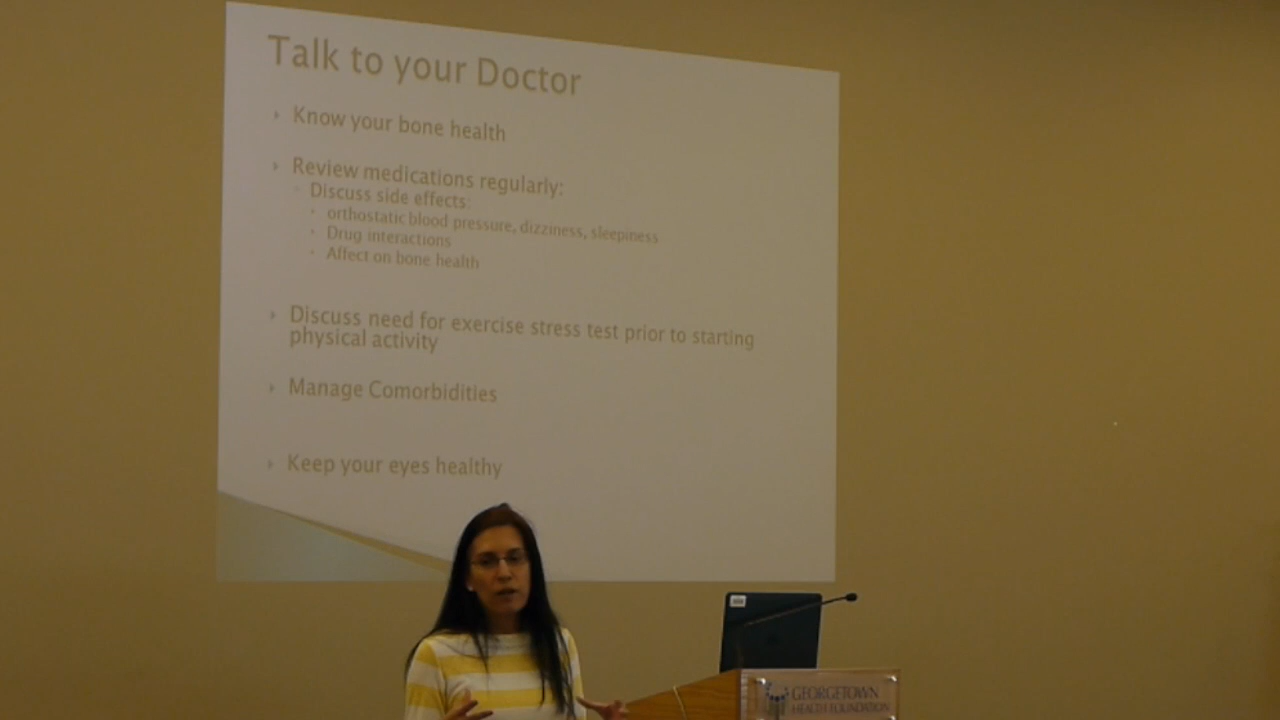 Talk to your Doctor
Know your bone health
Review medications regularly:
Discuss side effects:
orthostatic blood pressure, dizziness, sleepiness
Drug interactions
Affect on bone health
Discuss need for exercise stress test prior to starting
physical activity
Manage Comorbidities
Keep your eyes healthy
GEORGETOWN
HEALTH FOUNDATION